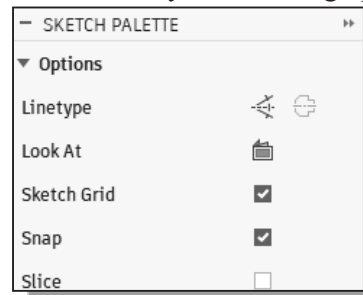 SKETCH PALETTE
Options
Linetype
Look At
Sketch Grid
Snap
Slice